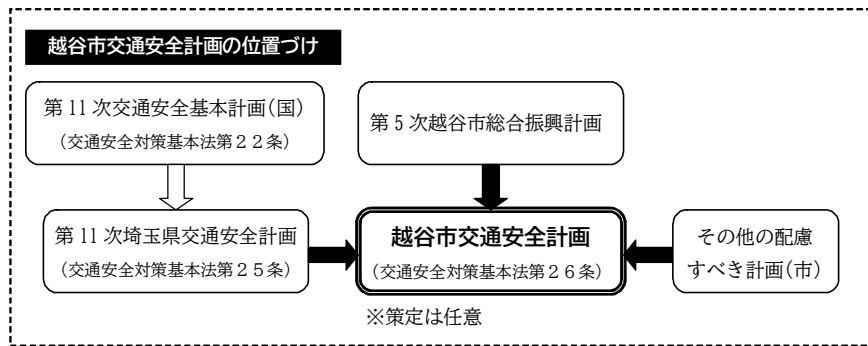 越谷市交通安全計画の位置づけ
第11次交通安全基本計画(国)
（交通安全対策基本法第２２条）
第5次越谷市総合振興計画
第11次埼玉県交通安全計画
（交通安全対策基本法第２５条）
越谷市交通安全計画
（交通安全対策基本法第２６条）
その他の配慮
すべき計画(市)
※策定は任意